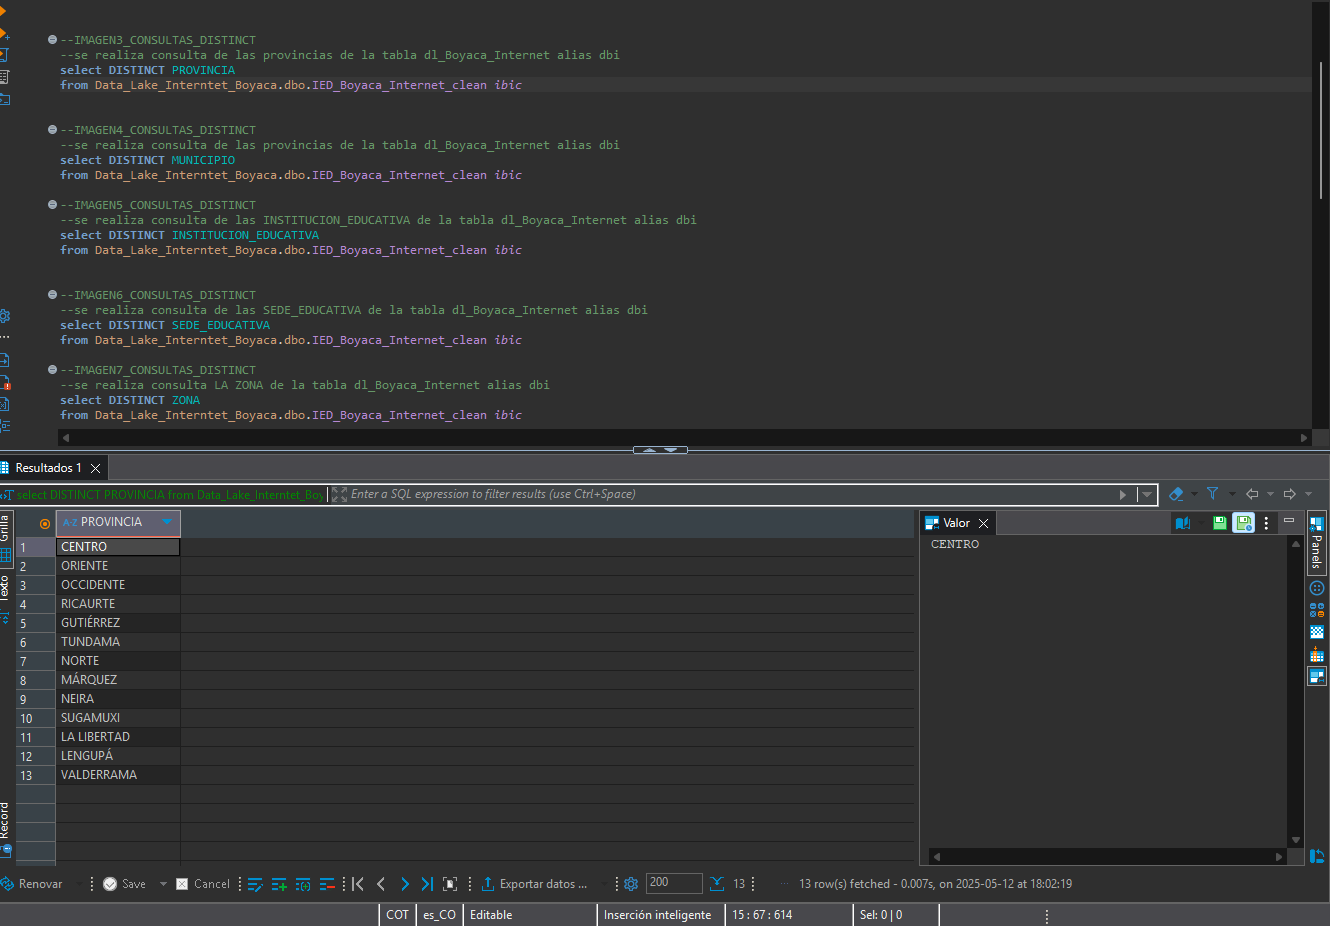 --IMAGEN3_CONSULTAS_DISTINCT
--se realiza consulta de las provincias de la tabla dl_Boyaca_Internet alias dbi
select DISTINCT PROVINCIA
from Data_Lake_Interntet_Boyaca.dbo.IED_Boyaca_Internet_clean ibic
--IMAGEN4_CONSULTAS_DISTINCT
--se realiza consulta de las provincias de la tabla dl_Boyaca_Internet alias dbi
select DISTINCT MUNICIPIO
from Data_Lake_Interntet_Boyaca.dbo.IED_Boyaca_Internet_clean ibic
--IMAGEN5_CONSULTAS_DISTINCT
--se realiza consulta de las INSTITUCION_EDUCATIVA de la tabla dl_Boyaca_Internet alias dbi
select DISTINCT INSTITUCION_EDUCATIVA
from Data_Lake_Interntet_Boyaca.dbo.IED_Boyaca_Internet_clean ibic
--IMAGEN6_CONSULTAS_DISTINCT
--se realiza consulta de las SEDE_EDUCATIVA de la tabla dl_Boyaca_Internet alias dbi
select DISTINCT SEDE_EDUCATIVA
from Data_Lake_Interntet_Boyaca.dbo.IED_Boyaca_Internet_clean ibic
--IMAGEN7_CONSULTAS_DISTINCT
--se realiza consulta LA ZONA de la tabla dl_Boyaca_Internet alias dbi
select DISTINCT ZONA
from Data_Lake_Interntet_Boyaca.dbo.IED_Boyaca_Internet_clean ibic
Resultados 1
select DISTINCT PROVINCIA from Data_Lake_Interntet_Boy
Enter a SQL expression to filter results (use Ctrl+Space)
Grilla
Texto
Record
A-Z PROVINCIA
1 CENTRO
2 ORIENTE
3 OCCIDENTE
4 RICAURTE
5 GUTIÉRREZ
6 TUNDAMA
7 NORTE
8 MÁRQUEZ
9 NEIRA
10 SUGAMUXI
11 LA LIBERTAD
12 LENGUPÁ
13 VALDERRAMA
Valor
CENTRO
Panels
Renovar Save Cancel Exportar datos ... 200 13 13 row(s) fetched - 0.007s, on 2025-05-12 at 18:02:19
COT es_CO Editable Inserción inteligente 15 : 67 : 614 Sel: 0 | 0